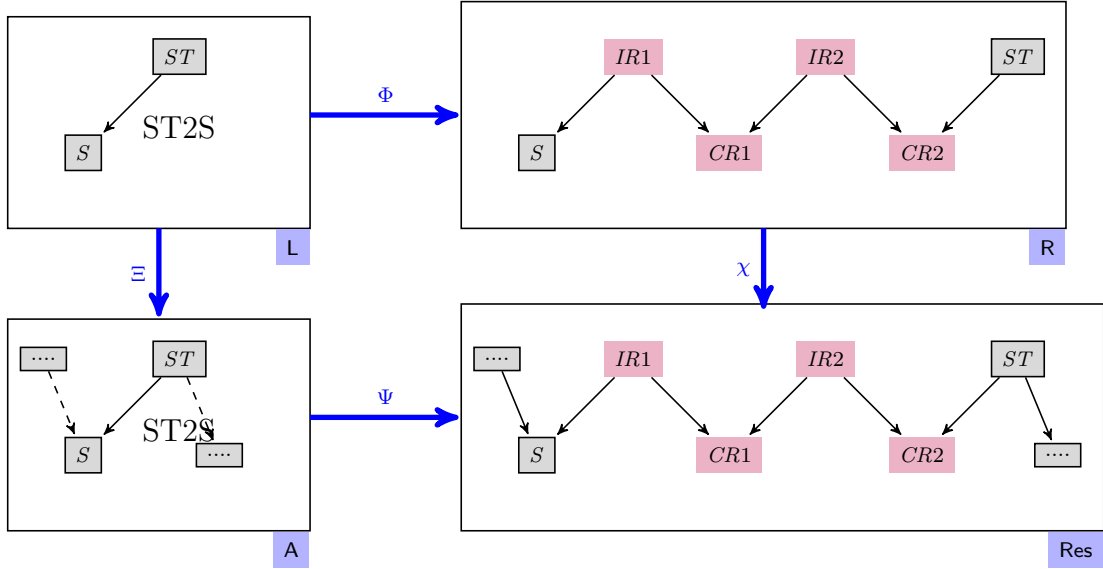 ST
ST2S
S
L
Φ
IR1
IR2
ST
S
CR1
CR2
R
Ξ
χ
....
ST
ST2S
S
....
A
Ψ
....
IR1
IR2
ST
S
CR1
CR2
....
Res